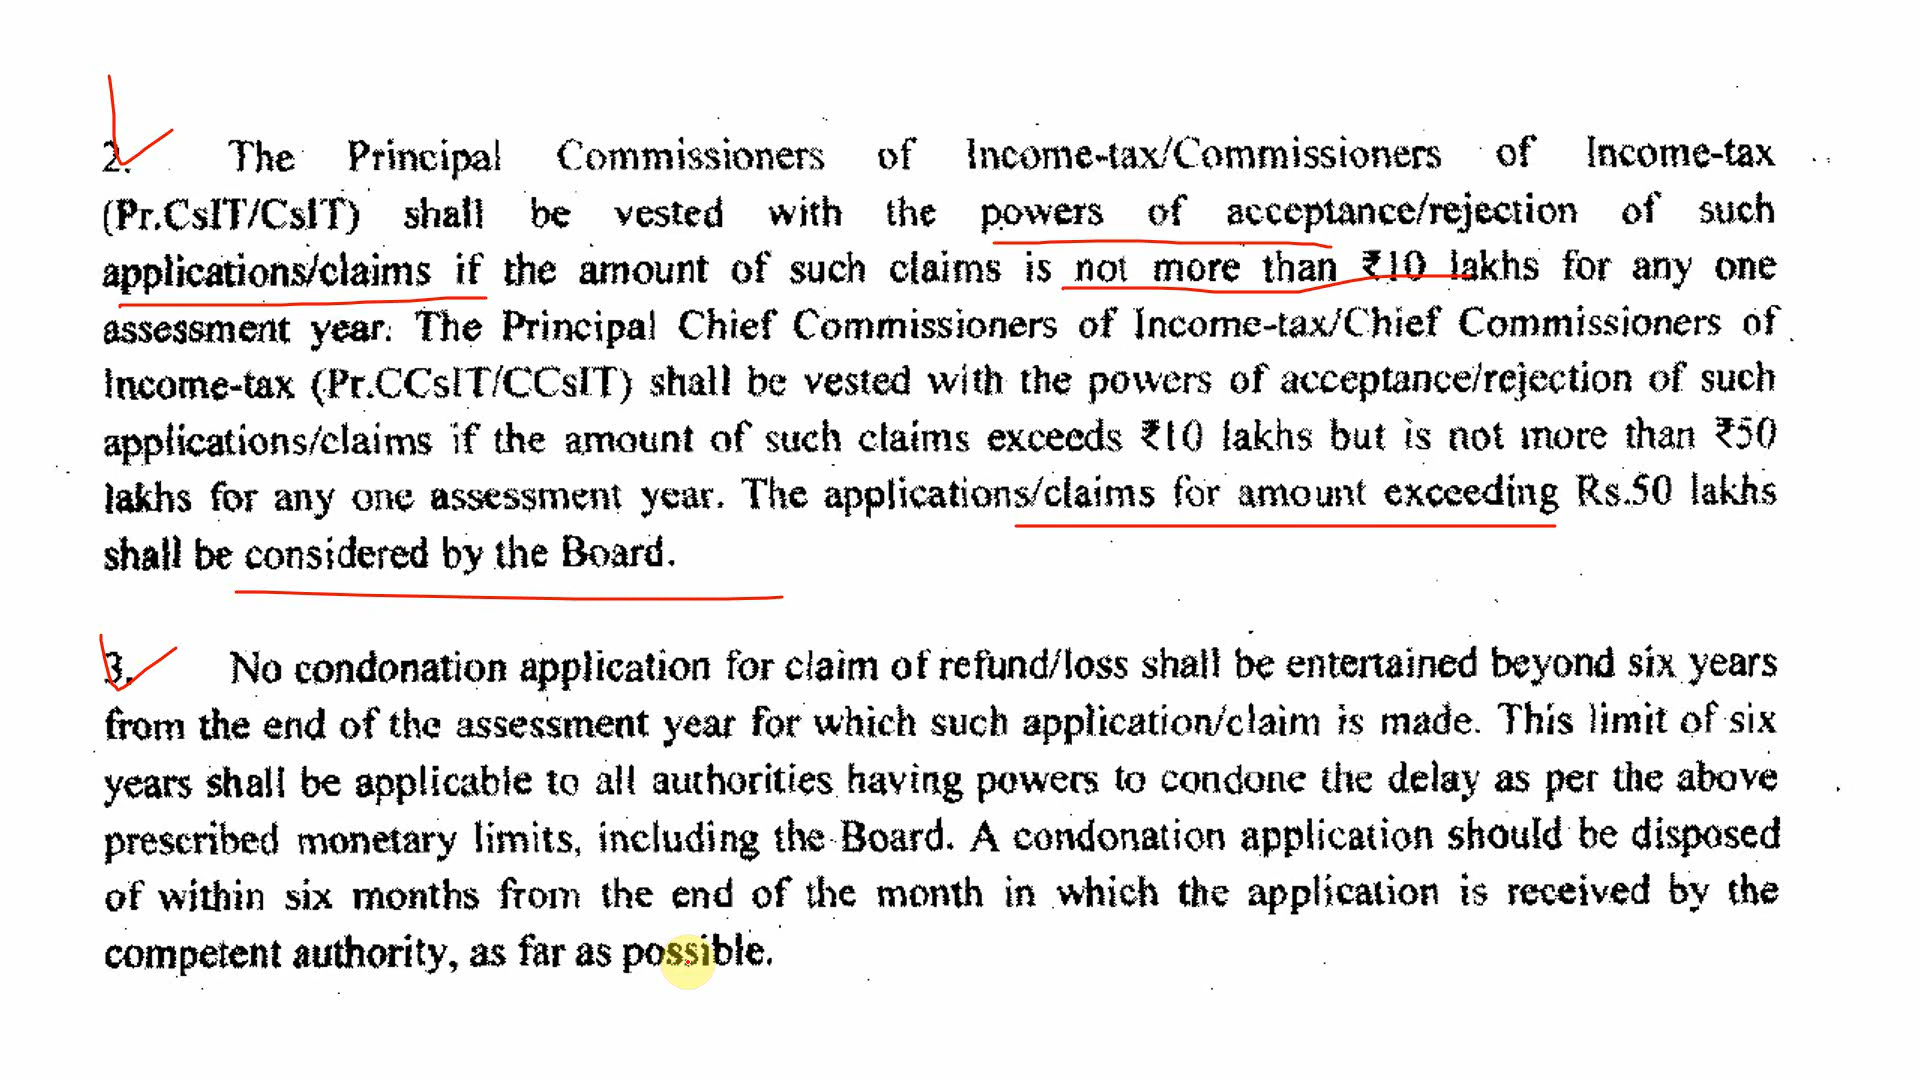 2. The Principal Commissioners of Income-tax/Commissioners of Income-tax
(Pr.CsIT/CsIT) shall be vested with the powers of acceptance/rejection of such
applications/claims if the amount of such claims is not more than ₹10 lakhs for any one
assessment year. The Principal Chief Commissioners of Income-tax/Chief Commissioners of
Income-tax (Pr.CCsIT/CCsIT) shall be vested with the powers of acceptance/rejection of such
applications/claims if the amount of such claims exceeds ₹10 lakhs but is not more than ₹50
lakhs for any one assessment year. The applications/claims for amount exceeding Rs.50 lakhs
shall be considered by the Board.
3. No condonation application for claim of refund/loss shall be entertained beyond six years
from the end of the assessment year for which such application/claim is made. This limit of six
years shall be applicable to all authorities having powers to condone the delay as per the above
prescribed monetary limits, including the Board. A condonation application should be disposed
of within six months from the end of the month in which the application is received by the
competent authority, as far as possible.